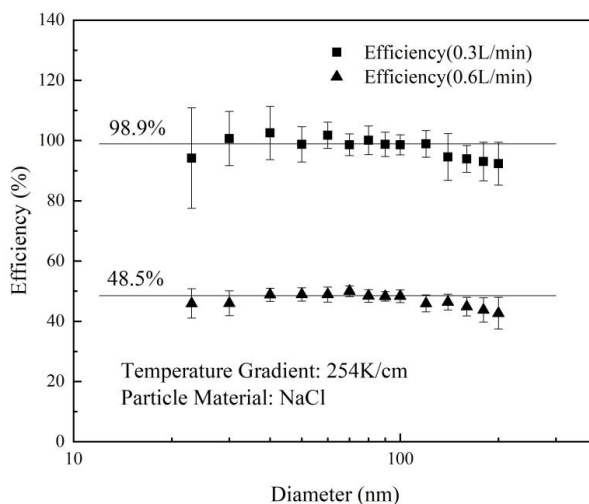 140
120
100
80
60
40
20
0
Efficiency (%)
Efficiency(0.3L/min)
Efficiency(0.6L/min)
98.9%
48.5%
Temperature Gradient: 254K/cm
Particle Material: NaCl
10
100
Diameter (nm)